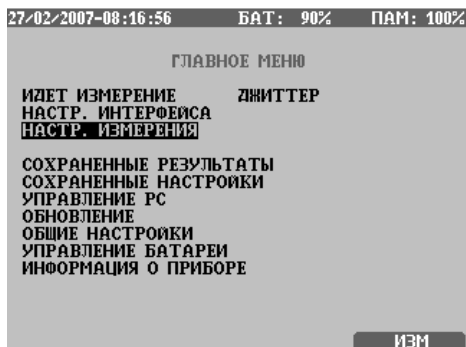 27/02/2007-08:16:56 БАТ: 90% ПАМ: 100%
ГЛАВНОЕ МЕНЮ
ИДЕТ ИЗМЕРЕНИЕ ДЖИТТЕР
НАСТР. ИНТЕРФЕЙСА
НАСТР. ИЗМЕРЕНИЯ
СОХРАНЕННЫЕ РЕЗУЛЬТАТЫ
СОХРАНЕННЫЕ НАСТРОЙКИ
УПРАВЛЕНИЕ PC
ОБНОВЛЕНИЕ
ОБЩИЕ НАСТРОЙКИ
УПРАВЛЕНИЕ БАТАРЕИ
ИНФОРМАЦИЯ О ПРИБОРЕ
ИЗМ